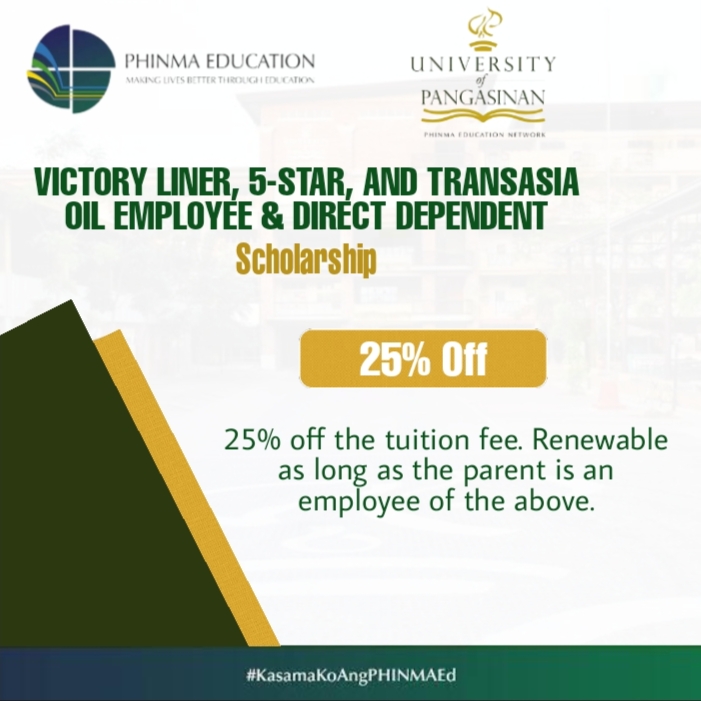 PHINMA EDUCATION
MAKING LIVES BETTER THROUGH EDUCATION
UNIVERSITY
of
PANGASINAN
PHINMA EDUCATION NETWORK
VICTORY LINER, 5-STAR, AND TRANSASIA
OIL EMPLOYEE & DIRECT DEPENDENT
Scholarship
25% Off
25% off the tuition fee. Renewable
as long as the parent is an
employee of the above.
#KasamaKoAngPHINMAEd